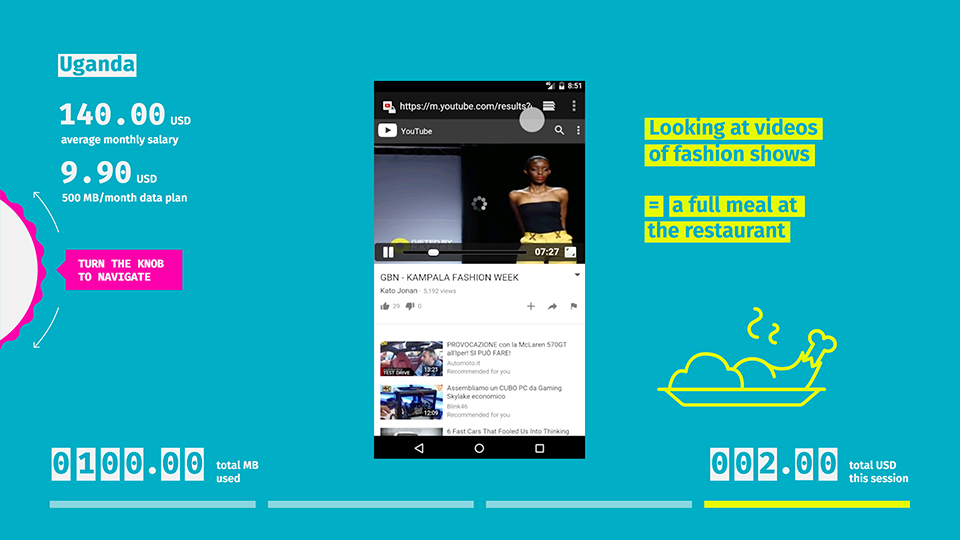 Uganda
140.00 USD
average monthly salary
9.90 USD
500 MB/month data plan
TURN THE KNOB
TO NAVIGATE
0100.00 total MB
used
8:51
https://m.youtube.com/results?
YouTube
GIFTED BY
07:27
GBN - KAMPALA FASHION WEEK
Kato Jonan · 5,192 views
29 0
PROVOCAZIONE con la McLaren 570GT
all'Iper! SI PUÒ FARE!
Automoto.it
Recommended for you
TEST DRIVE 13:21
Assembliamo un CUBO PC da Gaming
Skylake economico
Blink46
Recommended for you
4K
12:09
6 Fast Cars That Fooled Us Into Thinking
Looking at videos
of fashion shows
= a full meal at
the restaurant
002.00 total USD
this session